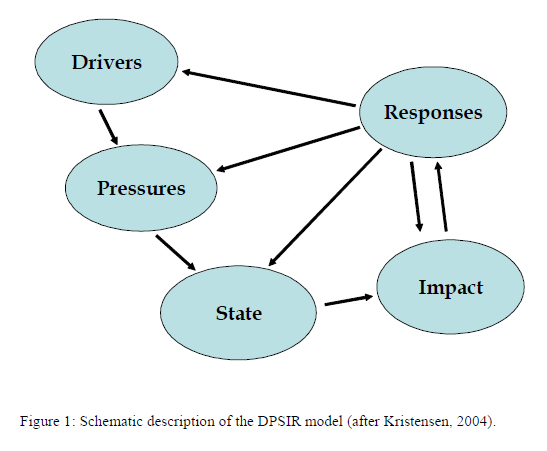 Drivers
Responses
Pressures
Impact
State
Figure 1: Schematic description of the DPSIR model (after Kristensen, 2004).